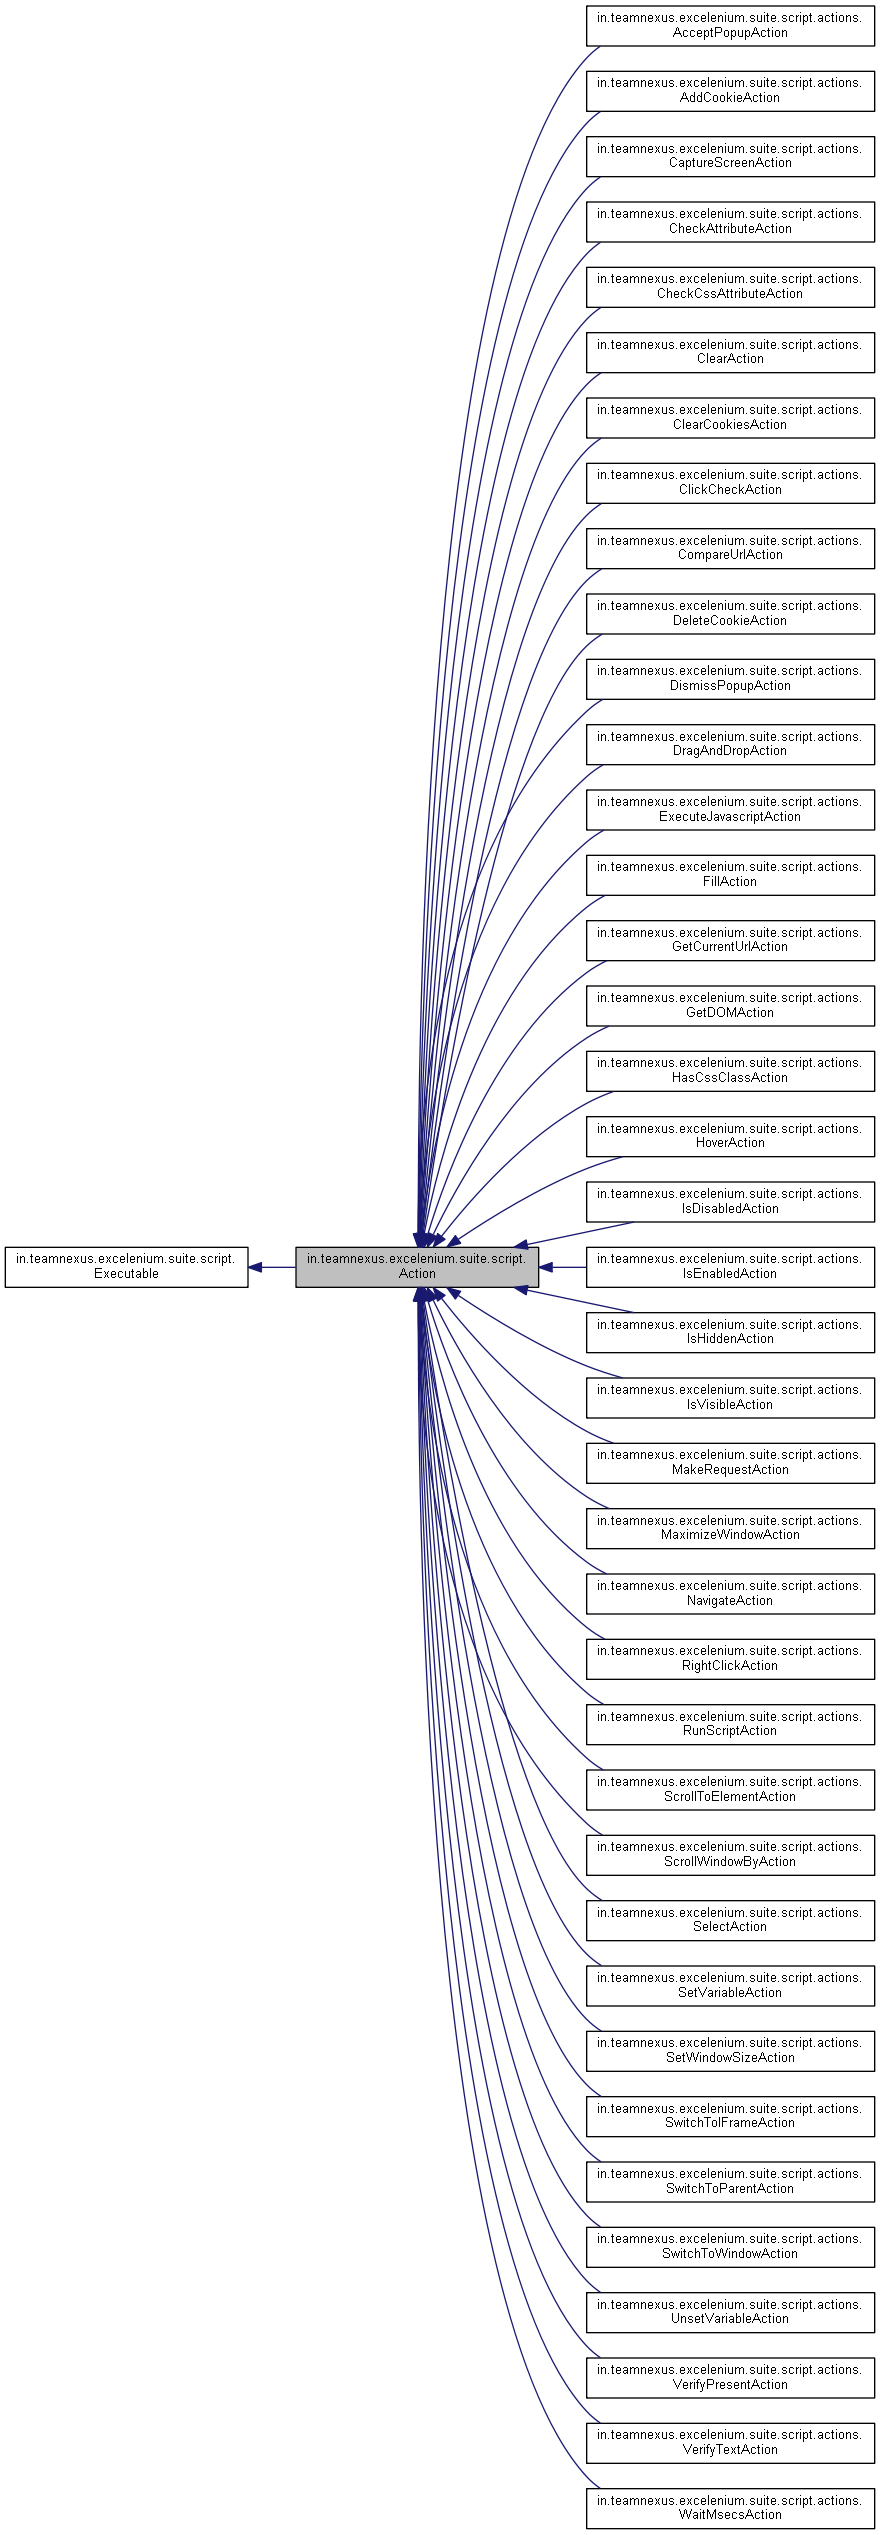 in.teamnexus.excelenium.suite.script.actions.
AcceptPopupAction
in.teamnexus.excelenium.suite.script.actions.
AddCookieAction
in.teamnexus.excelenium.suite.script.actions.
CaptureScreenAction
in.teamnexus.excelenium.suite.script.actions.
CheckAttributeAction
in.teamnexus.excelenium.suite.script.actions.
CheckCssAttributeAction
in.teamnexus.excelenium.suite.script.actions.
ClearAction
in.teamnexus.excelenium.suite.script.actions.
ClearCookiesAction
in.teamnexus.excelenium.suite.script.actions.
ClickCheckAction
in.teamnexus.excelenium.suite.script.actions.
CompareUrlAction
in.teamnexus.excelenium.suite.script.actions.
DeleteCookieAction
in.teamnexus.excelenium.suite.script.actions.
DismissPopupAction
in.teamnexus.excelenium.suite.script.actions.
DragAndDropAction
in.teamnexus.excelenium.suite.script.actions.
ExecuteJavascriptAction
in.teamnexus.excelenium.suite.script.actions.
FillAction
in.teamnexus.excelenium.suite.script.actions.
GetCurrentUrlAction
in.teamnexus.excelenium.suite.script.actions.
GetDOMAction
in.teamnexus.excelenium.suite.script.actions.
HasCssClassAction
in.teamnexus.excelenium.suite.script.actions.
HoverAction
in.teamnexus.excelenium.suite.script.actions.
IsDisabledAction
in.teamnexus.excelenium.suite.script.
Executable
in.teamnexus.excelenium.suite.script.
Action
in.teamnexus.excelenium.suite.script.actions.
IsEnabledAction
in.teamnexus.excelenium.suite.script.actions.
IsHiddenAction
in.teamnexus.excelenium.suite.script.actions.
IsVisibleAction
in.teamnexus.excelenium.suite.script.actions.
MakeRequestAction
in.teamnexus.excelenium.suite.script.actions.
MaximizeWindowAction
in.teamnexus.excelenium.suite.script.actions.
NavigateAction
in.teamnexus.excelenium.suite.script.actions.
RightClickAction
in.teamnexus.excelenium.suite.script.actions.
RunScriptAction
in.teamnexus.excelenium.suite.script.actions.
ScrollToElementAction
in.teamnexus.excelenium.suite.script.actions.
ScrollWindowByAction
in.teamnexus.excelenium.suite.script.actions.
SelectAction
in.teamnexus.excelenium.suite.script.actions.
SetVariableAction
in.teamnexus.excelenium.suite.script.actions.
SetWindowSizeAction
in.teamnexus.excelenium.suite.script.actions.
SwitchToIFrameAction
in.teamnexus.excelenium.suite.script.actions.
SwitchToParentAction
in.teamnexus.excelenium.suite.script.actions.
SwitchToWindowAction
in.teamnexus.excelenium.suite.script.actions.
UnsetVariableAction
in.teamnexus.excelenium.suite.script.actions.
VerifyPresentAction
in.teamnexus.excelenium.suite.script.actions.
VerifyTextAction
in.teamnexus.excelenium.suite.script.actions.
WaitMsecsAction